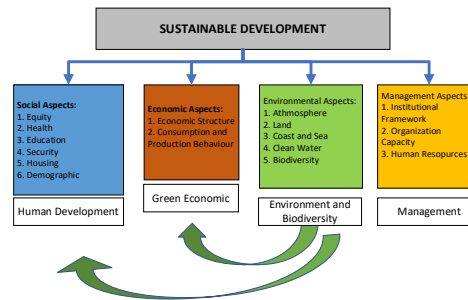 SUSTAINABLE DEVELOPMENT
Social Aspects:
1. Equity
2. Health
3. Education
4. Security
5. Housing
6. Demographic
Human Development
Economic Aspects:
1. Economic Structure
2. Consumption and
Production Behaviour
Green Economic
Environmental Aspects:
1. Athmosphere
2. Land
3. Coast and Sea
4. Clean Water
5. Biodiversity
Environment and
Biodiversity
Management Aspects:
1. Institutional
Framework
2. Organization
Capacity
3. Human Resopurces
Management